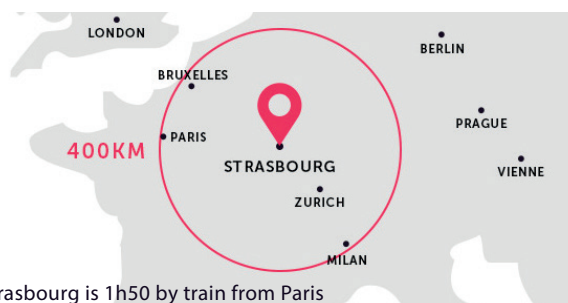 LONDON
BERLIN
BRUXELLES
PRAGUE
PARIS
400KM
STRASBOURG
VIENNE
ZURICH
MILAN
rasbourg is 1h50 by train from Paris